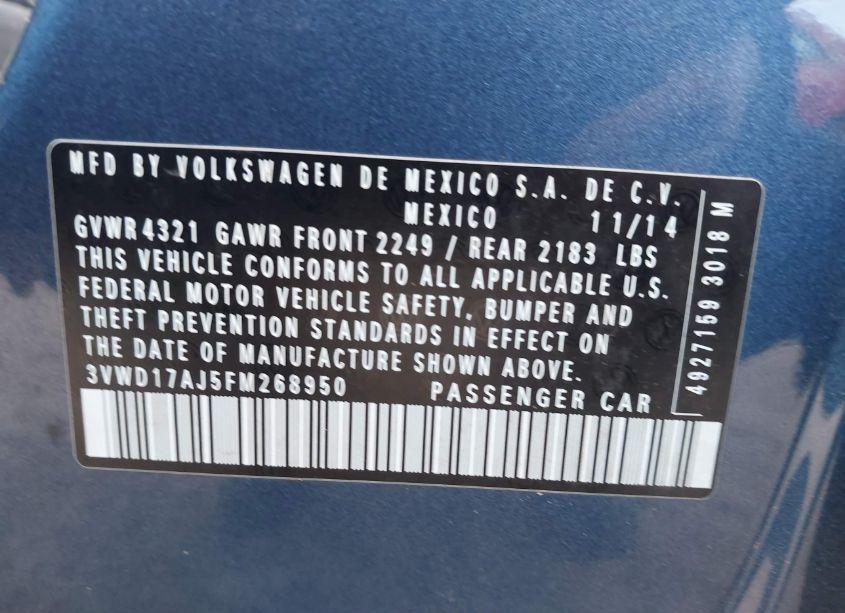 MFD BY VOLKSWAGEN DE MEXICO S.A. DE C.V.
MEXICO 11/14
GVWR 4321 GAWR FRONT 2249 / REAR 2183 LBS
THIS VEHICLE CONFORMS TO ALL APPLICABLE U.S.
FEDERAL MOTOR VEHICLE SAFETY, BUMPER AND
THEFT PREVENTION STANDARDS IN EFFECT ON
THE DATE OF MANUFACTURE SHOWN ABOVE.
3VWD17AJ5FM268950 PASSENGER CAR
4927159 3018 M